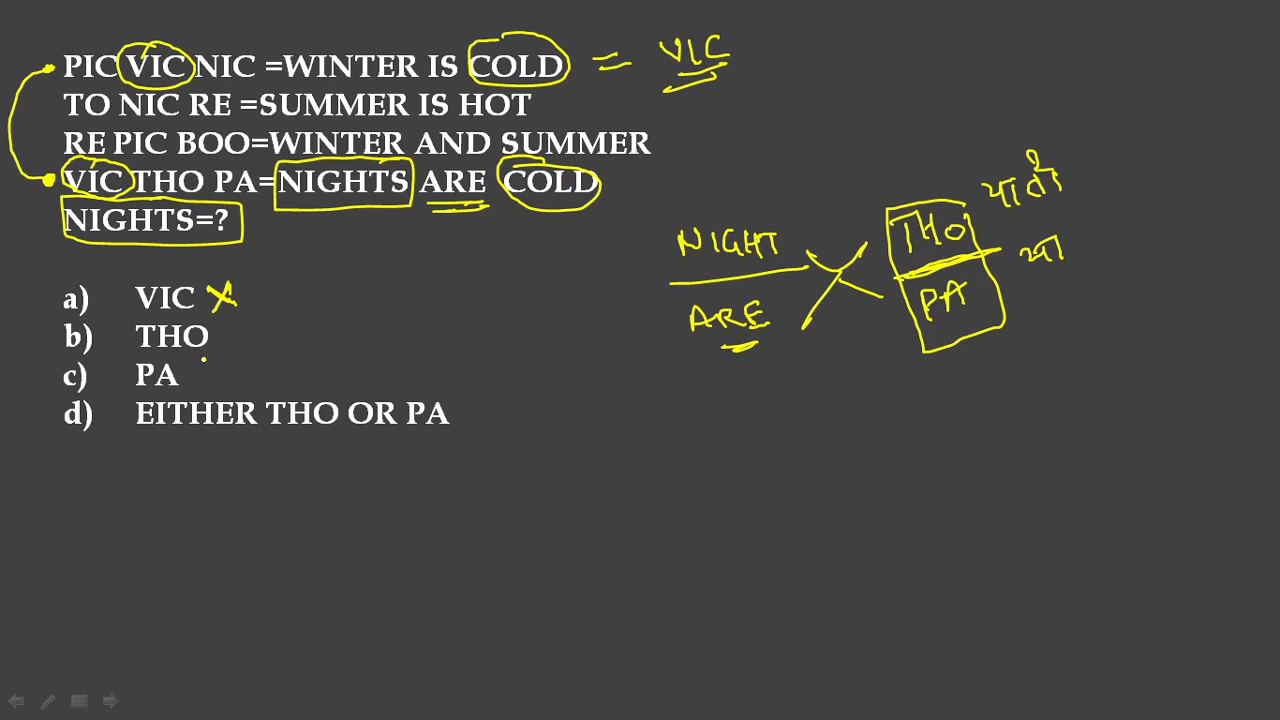 PIC VIC NIC =WINTER IS COLD = VIC
TO NIC RE =SUMMER IS HOT
RE PIC BOO=WINTER AND SUMMER
VIC THO PA=NIGHTS ARE COLD
NIGHTS=?
NIGHT
ARE
THO
PA
या तो
या
a) VIC
b) THO
c) PA
d) EITHER THO OR PA